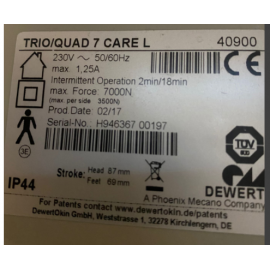 TRIO/QUAD 7 CARE L 40900
230V ~ 50/60Hz
max 1,25A
Intermittent Operation 2min/18min
max. Force: 7000N
(max. per side 3500N)
Prod. Date: 02/17
Serial-No: H946367 00197
TÜV
IP44
Stroke: Head 87mm
Feet 69mm
DEWERT
A Phoenix Mecano Company
For Patents contact www.dewertokin.de/patents
DewertOkin GmbH, Weststrasse 1, 32278 Kirchlengern, DE